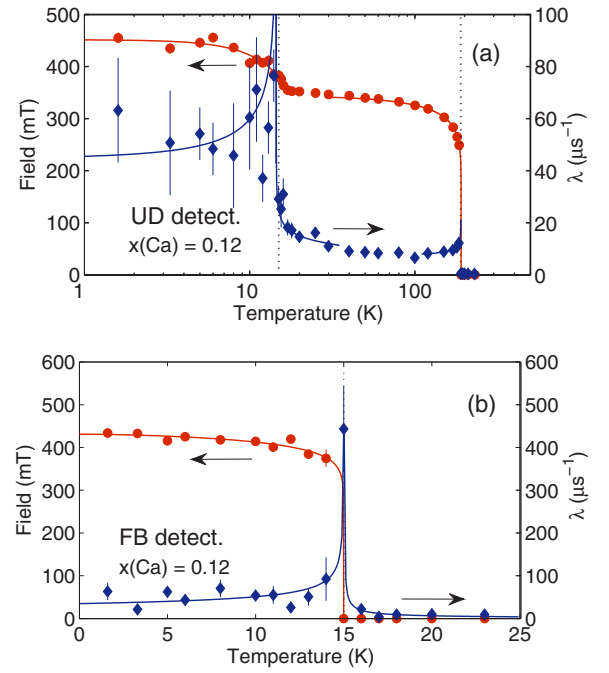 500
400
300
200
100
0
Field (mT)
100
80
60
40
20
0
λ (μs⁻¹)
(a)
UD detect.
x(Ca) = 0.12
1
10
100
Temperature (K)
600
500
400
300
200
100
0
Field (mT)
600
500
400
300
200
100
0
λ (μs⁻¹)
(b)
FB detect.
x(Ca) = 0.12
0
5
10
15
20
25
Temperature (K)